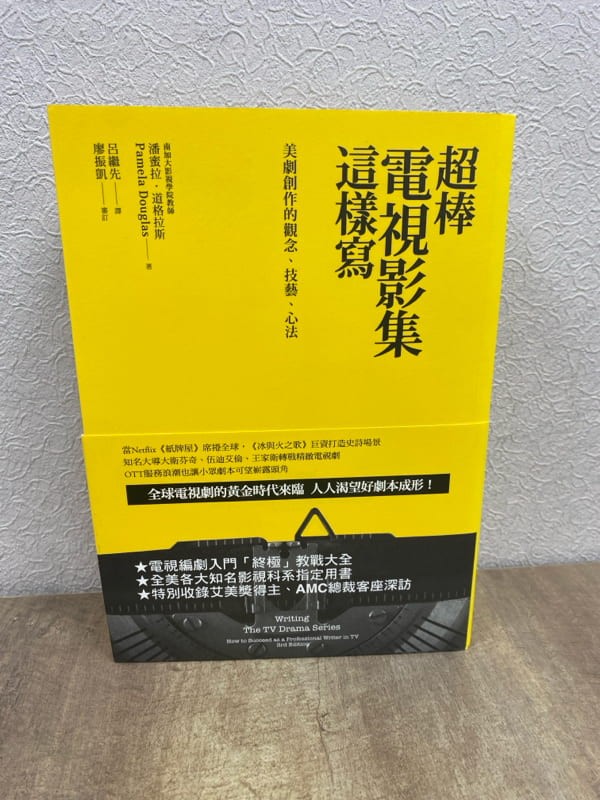 超棒
電視影集
這樣寫
美劇創作的觀念、技藝、心法
南加大影視學院教師
潘蜜拉・道格拉斯
Pamela Douglas——著
呂繼先——譯
廖振凱——審訂
當Netflix《紙牌屋》席捲全球，《冰與火之歌》巨資打造史詩場景
知名大導大衛芬奇、伍迪艾倫、王家衛轉戰精緻電視劇
OTT服務浪潮也讓小眾劇本可望嶄露頭角
全球電視劇的黃金時代來臨 人人渴望好劇本成形！
★電視編劇入門「終極」教戰大全
★全美各大知名影視科系指定用書
★特別收錄艾美獎得主、AMC總裁客座深訪
Writing
The TV Drama Series
How to Succeed as a Professional Writer in TV
3rd Edition